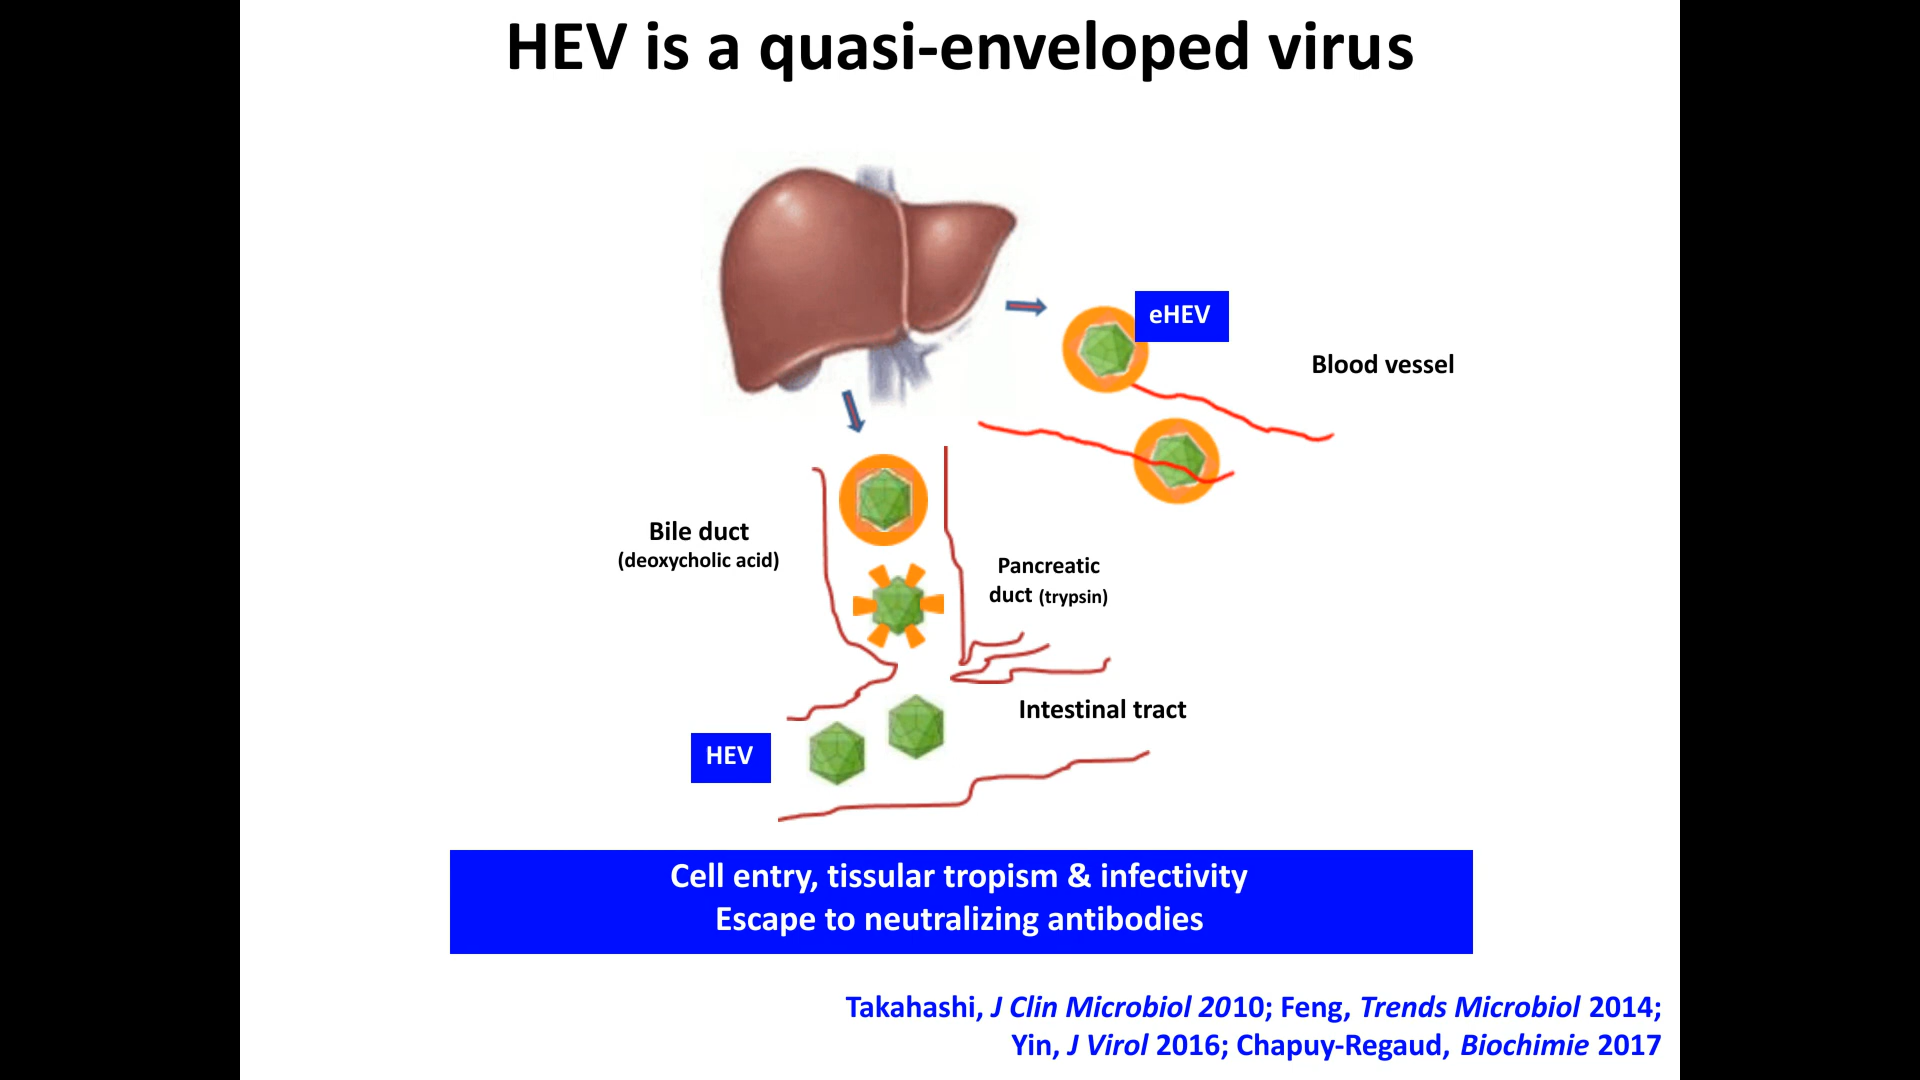 HEV is a quasi-enveloped virus
eHEV
Blood vessel
Bile duct
(deoxycholic acid)
Pancreatic
duct (trypsin)
Intestinal tract
HEV
Cell entry, tissular tropism & infectivity
Escape to neutralizing antibodies
Takahashi, J Clin Microbiol 2010; Feng, Trends Microbiol 2014;
Yin, J Virol 2016; Chapuy-Regaud, Biochimie 2017